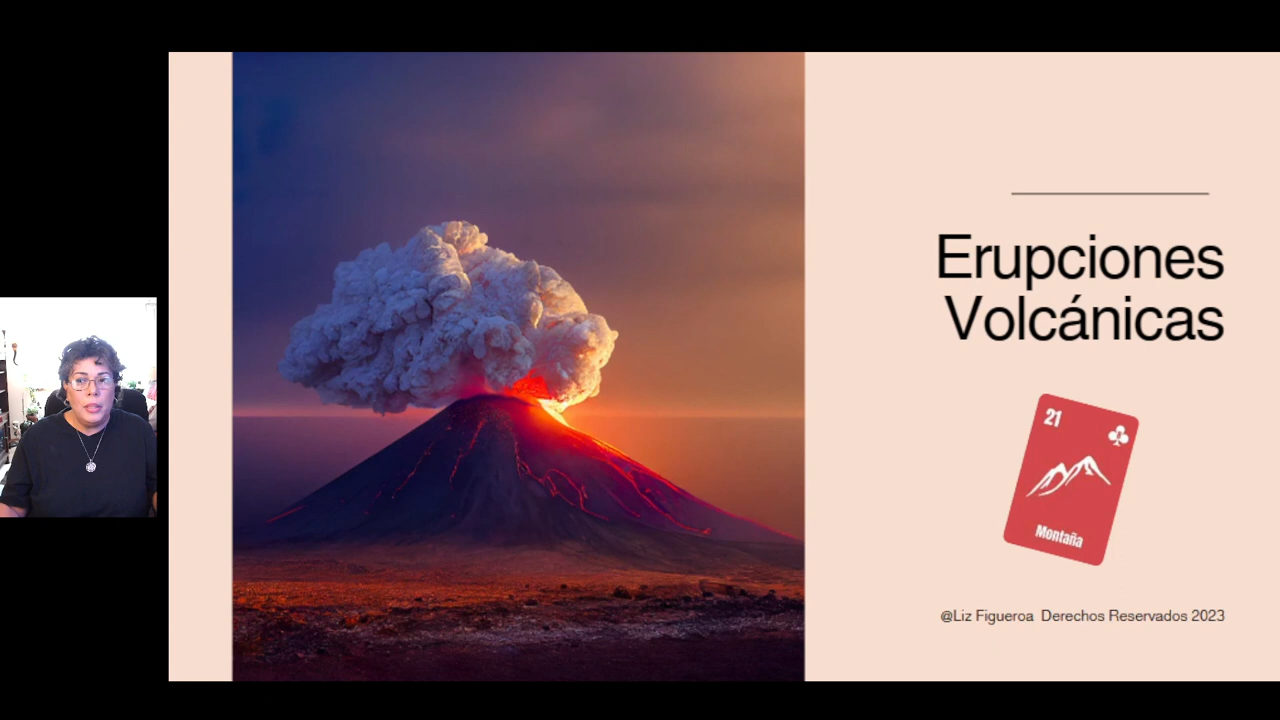 Erupciones
Volcánicas
21
Montaña
@Liz Figueroa Derechos Reservados 2023